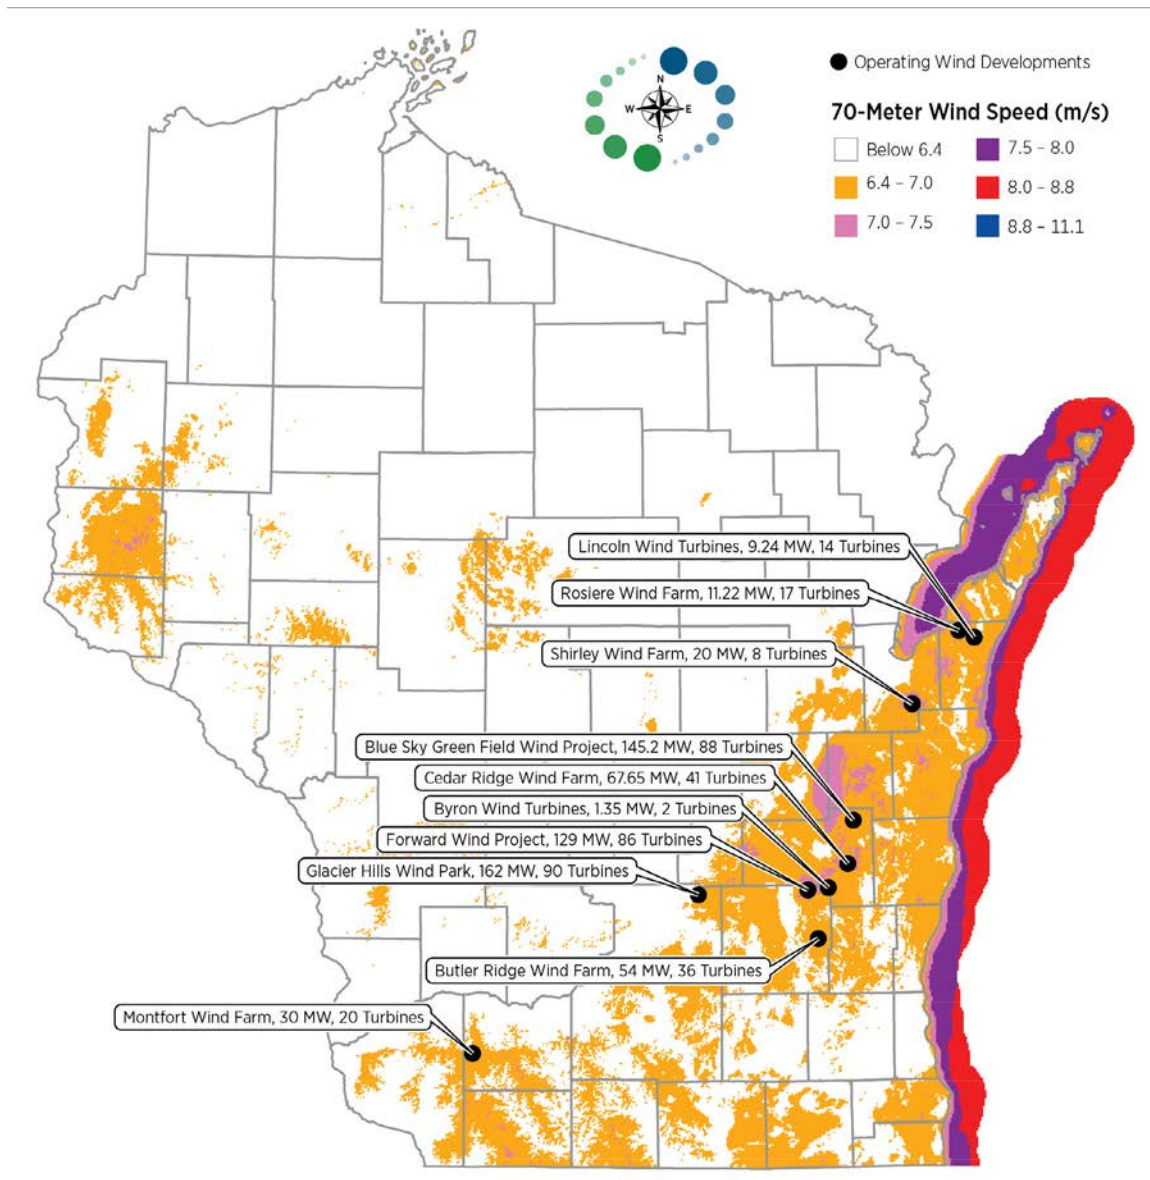 Operating Wind Developments
N
W E
S
70-Meter Wind Speed (m/s)
Below 6.4
7.5 – 8.0
6.4 – 7.0
8.0 – 8.8
7.0 – 7.5
8.8 – 11.1
Lincoln Wind Turbines, 9.24 MW, 14 Turbines
Rosiere Wind Farm, 11.22 MW, 17 Turbines
Shirley Wind Farm, 20 MW, 8 Turbines
Blue Sky Green Field Wind Project, 145.2 MW, 88 Turbines
Cedar Ridge Wind Farm, 67.65 MW, 41 Turbines
Byron Wind Turbines, 1.35 MW, 2 Turbines
Forward Wind Project, 129 MW, 86 Turbines
Glacier Hills Wind Park, 162 MW, 90 Turbines
Butler Ridge Wind Farm, 54 MW, 36 Turbines
Montfort Wind Farm, 30 MW, 20 Turbines